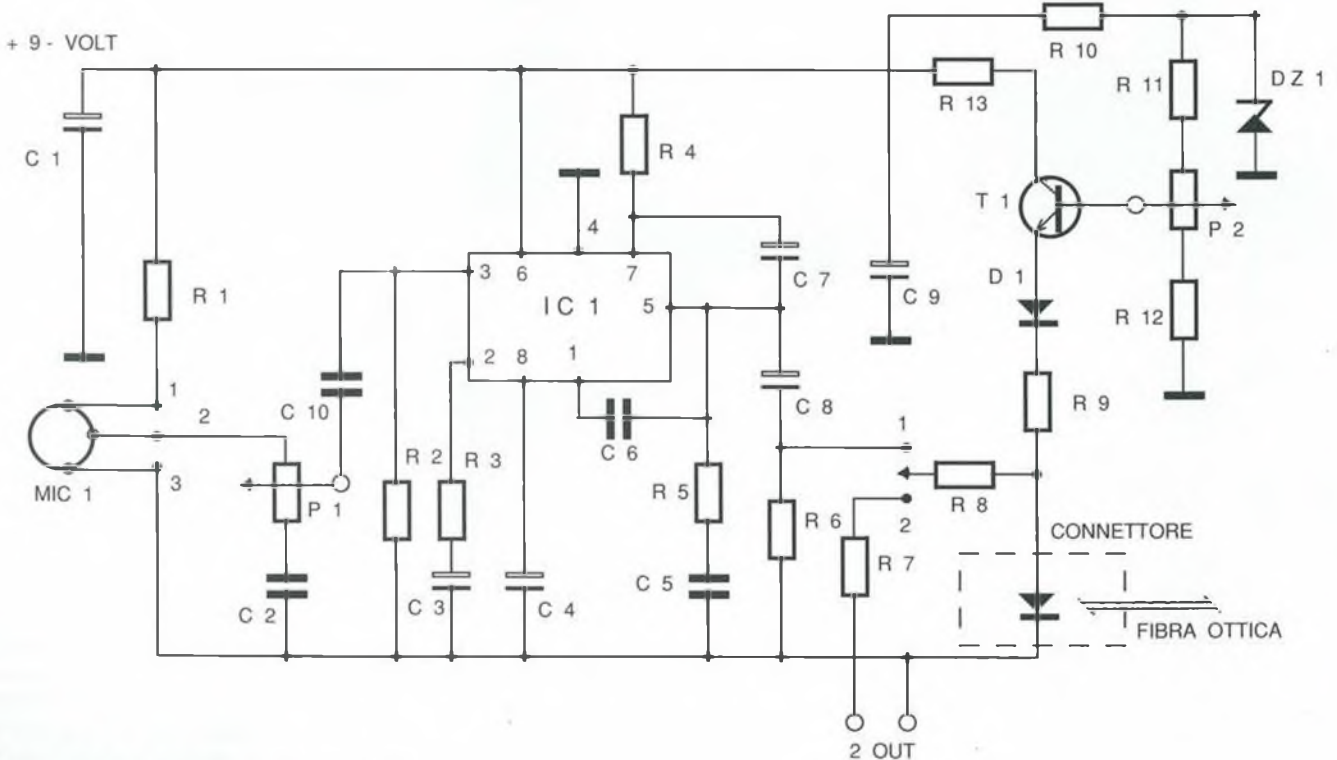 + 9 - VOLT
R 10
R 11
D Z 1
R 13
C 1
R 4
T 1
P 2
4
3
6
7
C 7
D 1
R 1
I C 1
5
C 9
R 12
2
8
1
C 8
R 9
1
2
C 10
C 6
1
MIC 1
3
P 1
R 2
R 3
R 5
R 6
R 8
2
CONNETTORE
R 7
C 2
C 3
C 4
C 5
FIBRA OTTICA
2 OUT